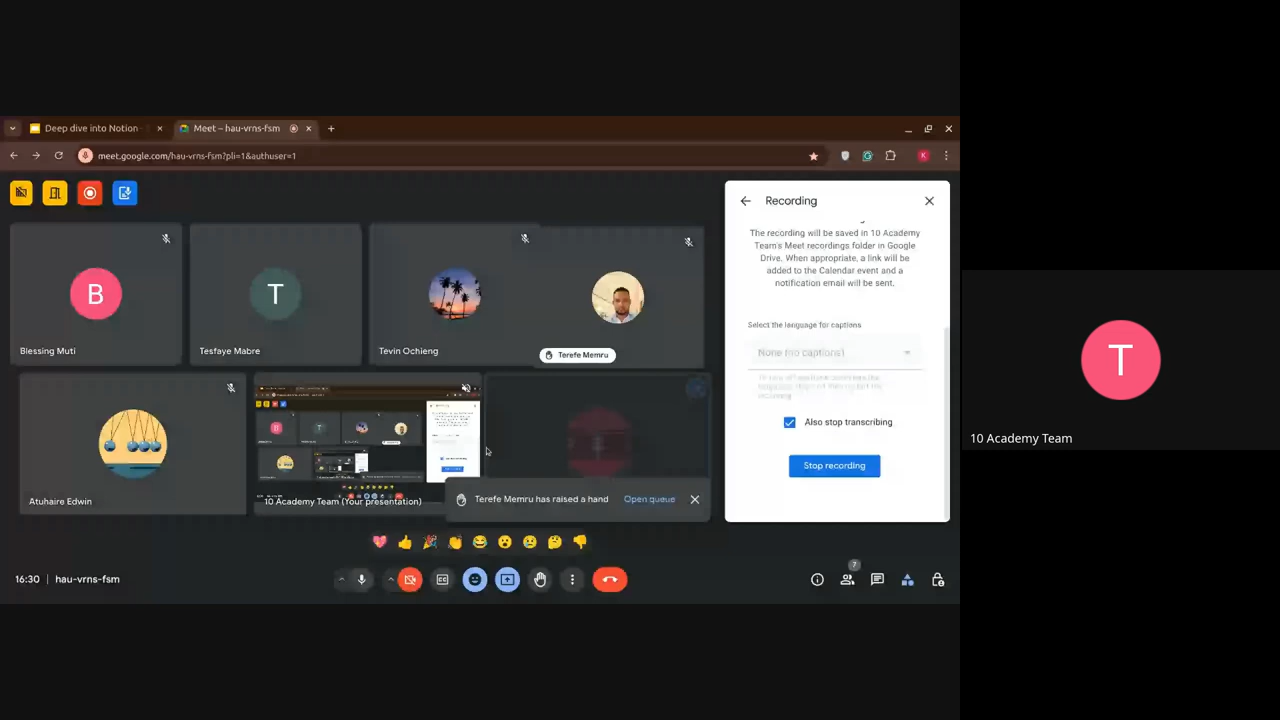 Deep dive into Notion
Meet – hau-vrns-fsm
meet.google.com/hau-vrns-fsm?pli=1&authuser=1
K
Recording
The recording will be saved in 10 Academy
Team's Meet recordings folder in Google
Drive. When appropriate, a link will be
added to the Calendar event and a
notification email will be sent.
Select the language for captions
None (no captions)
Also stop transcribing
Stop recording
B
Blessing Muti
T
Tesfaye Mabre
Tevin Ochieng
Terefe Memru
Atuhaire Edwin
10 Academy Team (Your presentation)
Terefe Memru has raised a hand
Open queue
16:30 | hau-vrns-fsm
7
T
10 Academy Team